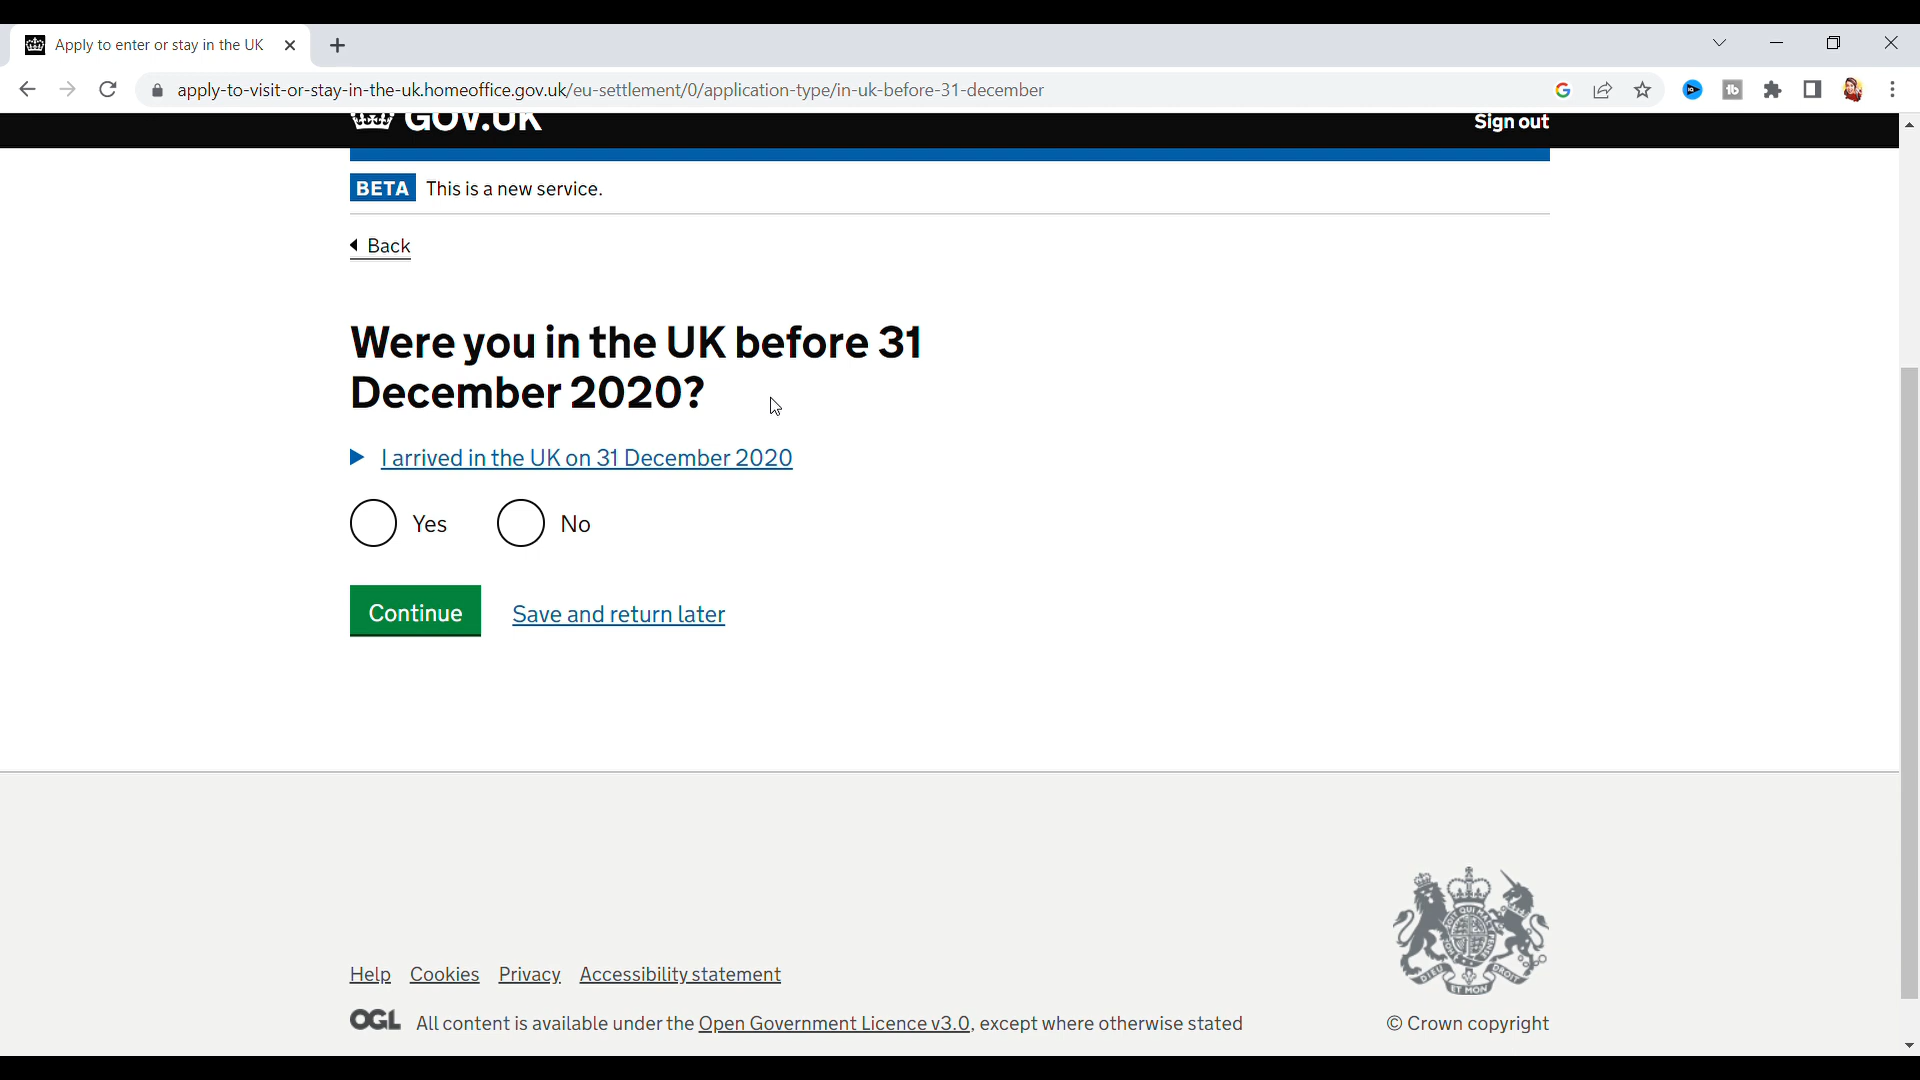 Apply to enter or stay in the UK
apply-to-visit-or-stay-in-the-uk.homeoffice.gov.uk/eu-settlement/0/application-type/in-uk-before-31-december
GOV.UK
Sign out
BETA This is a new service.
Back
Were you in the UK before 31
December 2020?
I arrived in the UK on 31 December 2020
Yes No
Continue Save and return later
Help Cookies Privacy Accessibility statement
OGL All content is available under the Open Government Licence v3.0, except where otherwise stated
DIEU ET MON DROIT
© Crown copyright